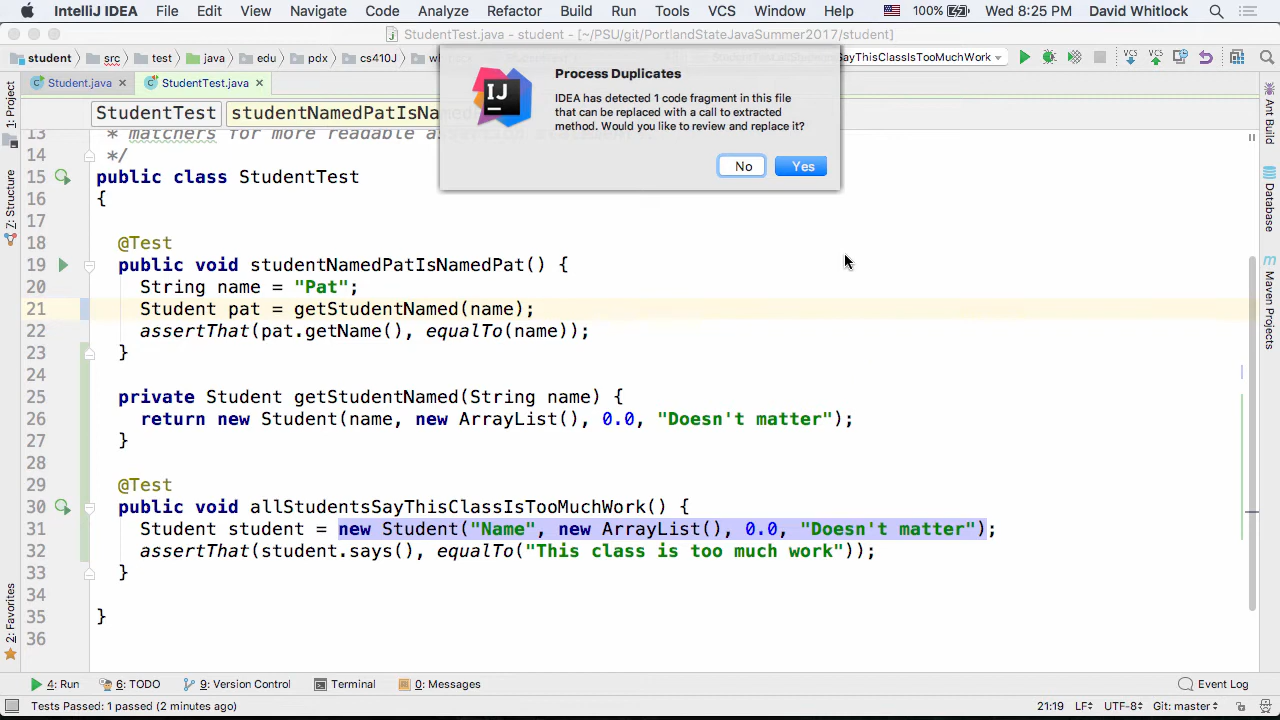 IntelliJ IDEA File Edit View Navigate Code Analyze Refactor Build Run Tools VCS Window Help 100% Wed 8:25 PM David Whitlock
StudentTest.java - student - [~/PSU/git/PortlandStateJavaSummer2017/student]
student src test java edu pdx cs410J SayThisClassIsTooMuchWork
Student.java StudentTest.java
StudentTest studentNamedPatIsNam
Process Duplicates
IJ
IDEA has detected 1 code fragment in this file
that can be replaced with a call to extracted
method. Would you like to review and replace it?
No Yes
1: Project
Z: Structure
2: Favorites
Ant Build
Database
m Maven Projects
13 * matchers for more readable
14 */
15 public class StudentTest
16 {
17
18 @Test
19 public void studentNamedPatIsNamedPat() {
20 String name = "Pat";
21 Student pat = getStudentNamed(name);
22 assertThat(pat.getName(), equalTo(name));
23 }
24
25 private Student getStudentNamed(String name) {
26 return new Student(name, new ArrayList(), 0.0, "Doesn't matter");
27 }
28
29 @Test
30 public void allStudentsSayThisClassIsTooMuchWork() {
31 Student student = new Student("Name", new ArrayList(), 0.0, "Doesn't matter");
32 assertThat(student.says(), equalTo("This class is too much work"));
33 }
34
35 }
36
4: Run 6: TODO 9: Version Control Terminal 0: Messages Event Log
Tests Passed: 1 passed (2 minutes ago) 21:19 LF÷ UTF-8÷ Git: master÷